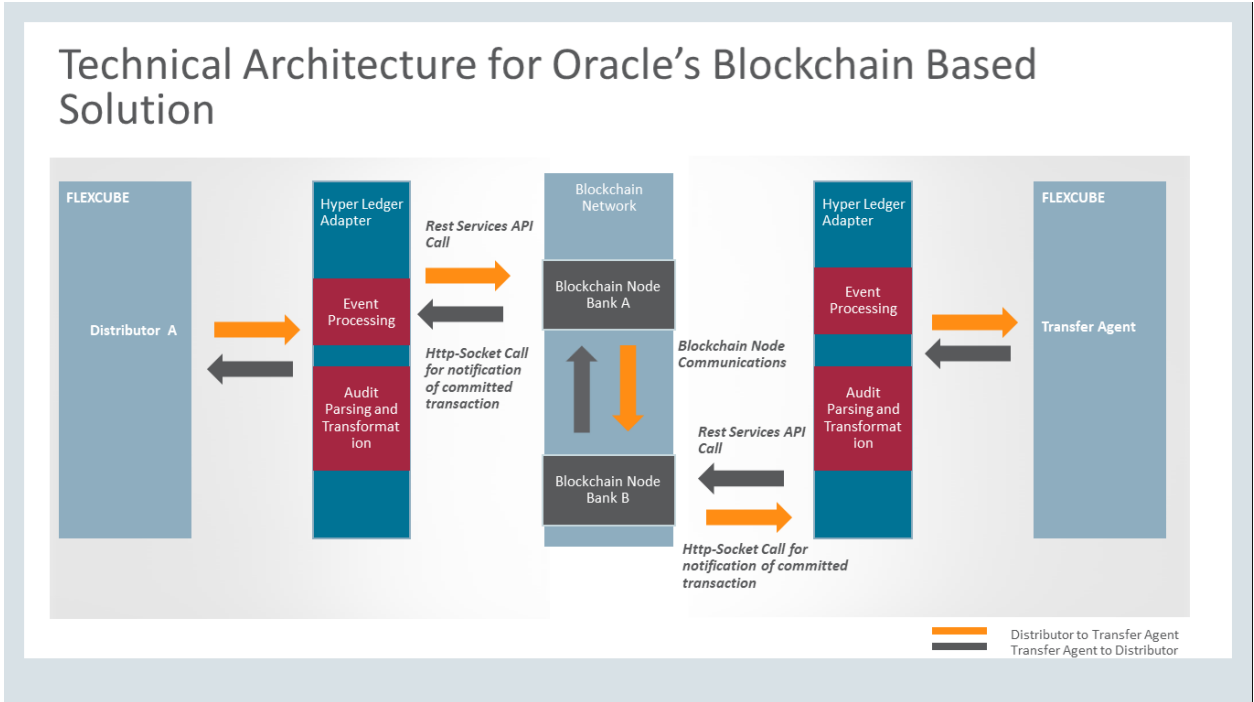 Technical Architecture for Oracle's Blockchain Based
Solution
FLEXCUBE
Distributor A
Hyper Ledger
Adapter
Event
Processing
Audit
Parsing and
Transformat
ion
Rest Services API
Call
Http-Socket Call
for notification
of committed
transaction
Blockchain
Network
Blockchain Node
Bank A
Blockchain Node
Communications
Blockchain Node
Bank B
Rest Services API
Call
Http-Socket Call for
notification of committed
transaction
Hyper Ledger
Adapter
Event
Processing
Audit
Parsing and
Transformat
ion
FLEXCUBE
Transfer Agent
Distributor to Transfer Agent
Transfer Agent to Distributor